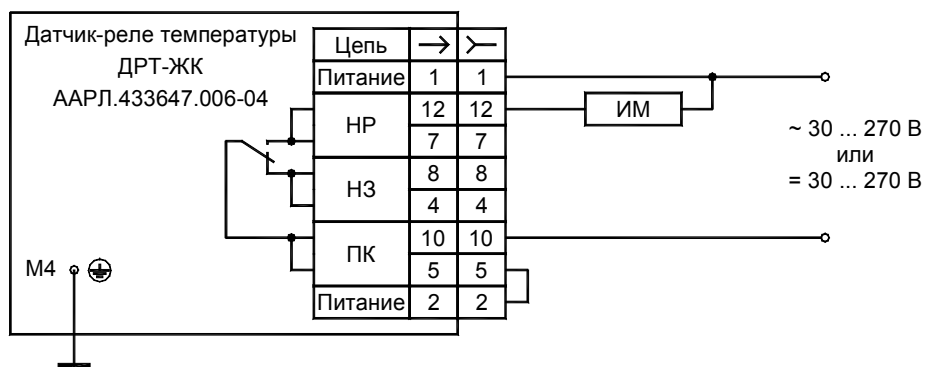 Датчик-реле температуры
ДРТ-ЖК
ААРЛ.433647.006-04
Цепь
Питание 1 1
НР 12 12
7 7
НЗ 8 8
4 4
ПК 10 10
5 5
Питание 2 2
ИМ
~ 30 ... 270 В
или
= 30 ... 270 В
М4